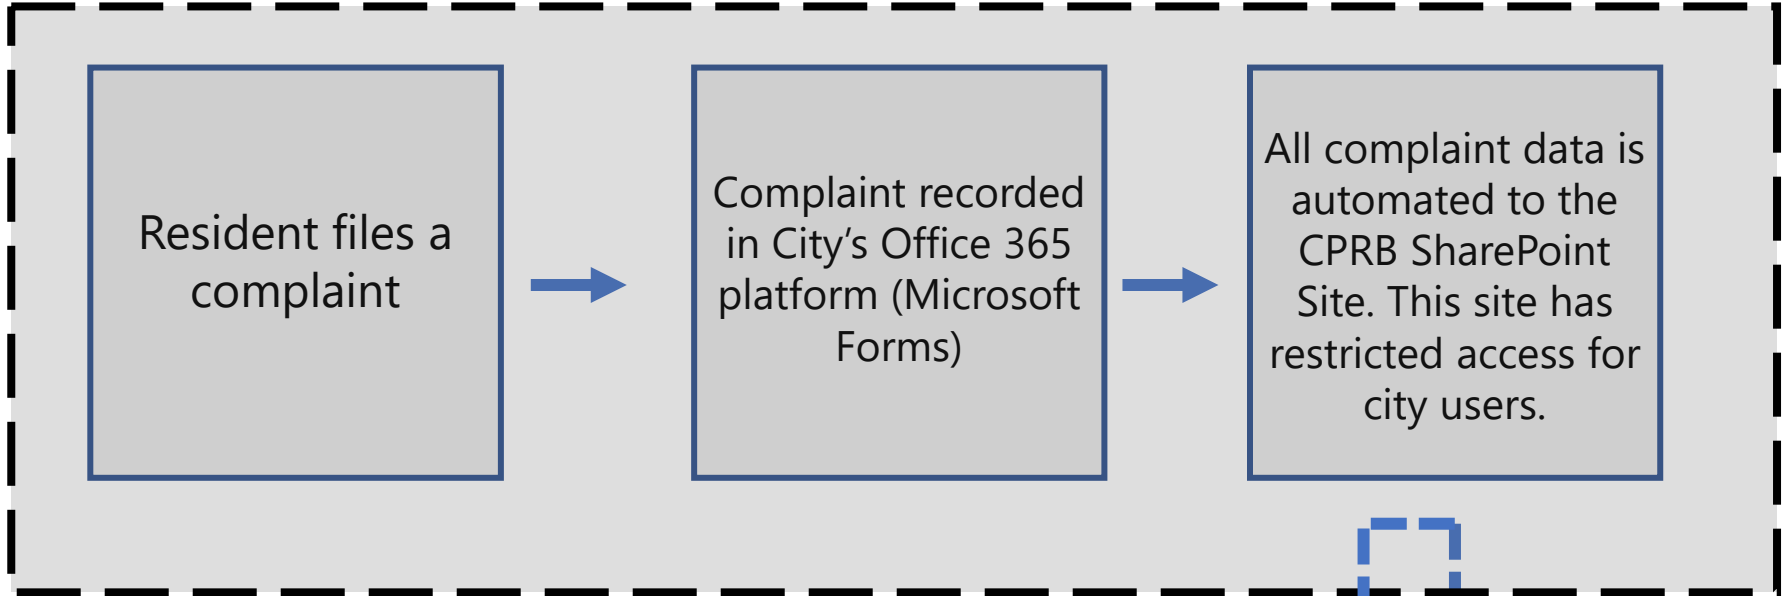 Resident files a
complaint
Complaint recorded
in City’s Office 365
platform (Microsoft
Forms)
All complaint data is
automated to the
CPRB SharePoint
Site. This site has
restricted access for
city users.